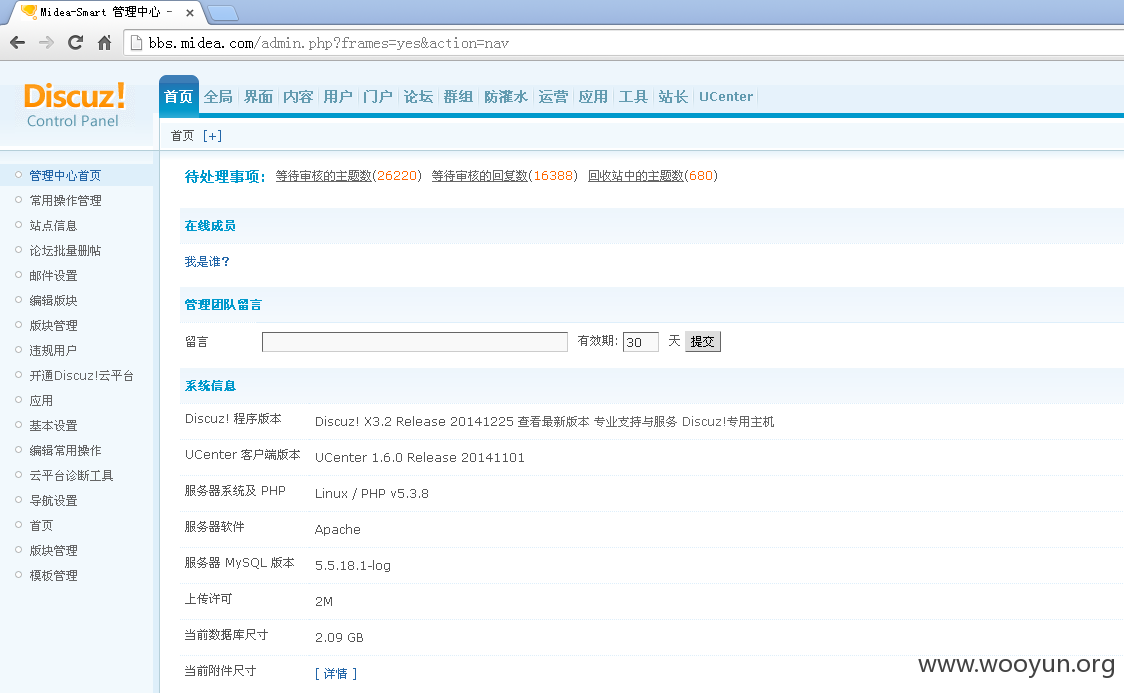 Midea-Smart 管理中心 -
bbs.midea.com/admin.php?frames=yes&action=nav
Discuz!
Control Panel
首页 全局 界面 内容 用户 门户 论坛 群组 防灌水 运营 应用 工具 站长 UCenter
首页 [+]
管理中心首页
常用操作管理
站点信息
论坛批量删帖
邮件设置
编辑版块
版块管理
违规用户
开通Discuz!云平台
应用
基本设置
编辑常用操作
云平台诊断工具
导航设置
首页
版块管理
模板管理
待处理事项: 等待审核的主题数(26220) 等待审核的回复数(16388) 回收站中的主题数(680)
在线成员
我是谁?
管理团队留言
留言 有效期: 30 天 提交
系统信息
Discuz! 程序版本 Discuz! X3.2 Release 20141225 查看最新版本 专业支持与服务 Discuz!专用主机
UCenter 客户端版本 UCenter 1.6.0 Release 20141101
服务器系统及 PHP Linux / PHP v5.3.8
服务器软件 Apache
服务器 MySQL 版本 5.5.18.1-log
上传许可 2M
当前数据库尺寸 2.09 GB
当前附件尺寸 [ 详情 ]
www.wooyun.org